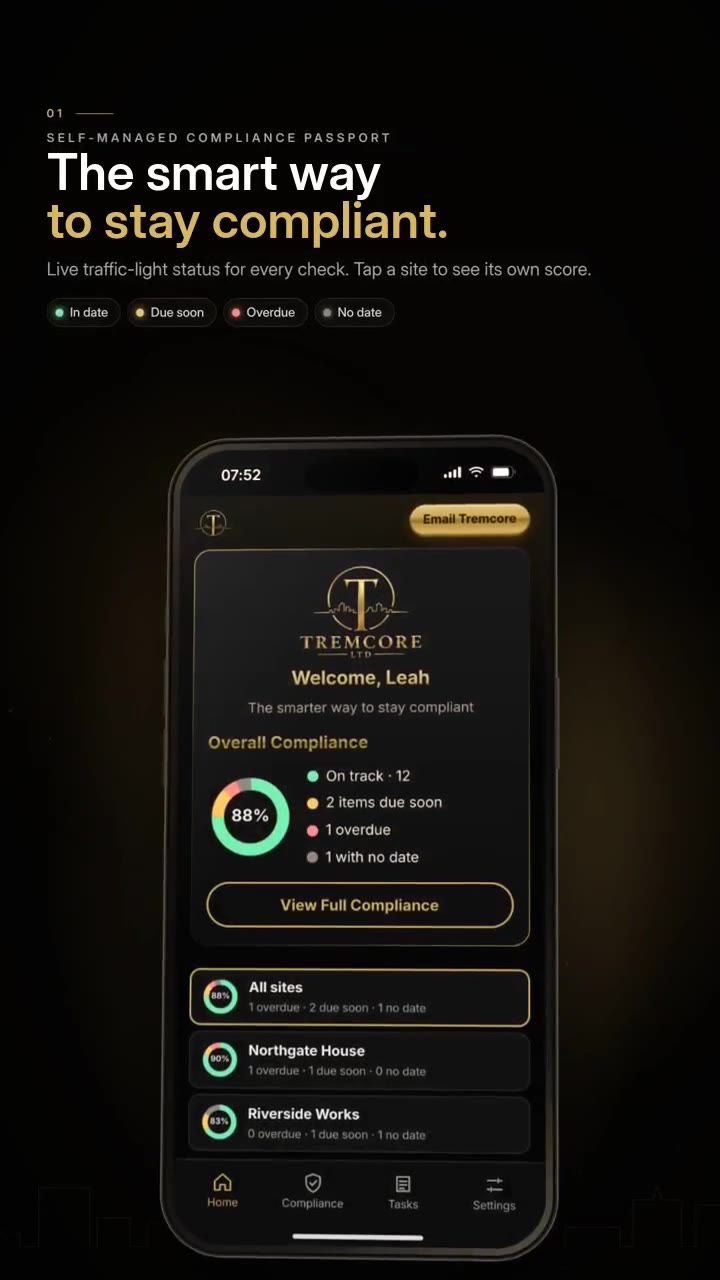 01
SELF-MANAGED COMPLIANCE PASSPORT
The smart way
to stay compliant.
Live traffic-light status for every check. Tap a site to see its own score.
In date
Due soon
Overdue
No date
07:52
T
Email Tremcore
T
TREMCORE
LTD
Welcome, Leah
The smarter way to stay compliant
Overall Compliance
88%
On track · 12
2 items due soon
1 overdue
1 with no date
View Full Compliance
88%
All sites
1 overdue · 2 due soon · 1 no date
90%
Northgate House
1 overdue · 1 due soon · 0 no date
83%
Riverside Works
0 overdue · 1 due soon · 1 no date
Home
Compliance
Tasks
Settings